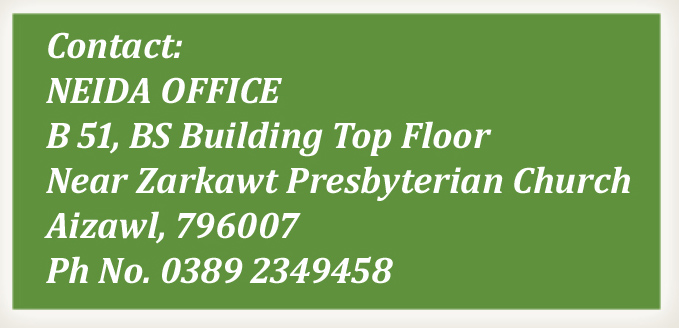 Contact:
NEIDA OFFICE
B 51, BS Building Top Floor
Near Zarkawt Presbyterian Church
Aizawl, 796007
Ph No. 0389 2349458